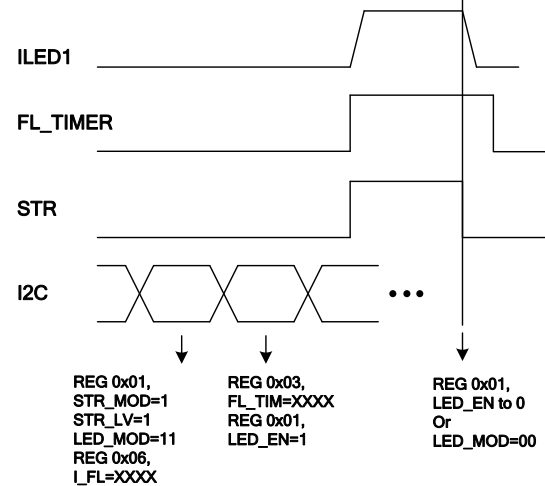 ILED1
FL_TIMER
STR
I2C
REG 0x01,
STR_MOD=1
STR_LV=1
LED_MOD=11
REG 0x06,
I_FL=XXXX
REG 0x03,
FL_TIM=XXXX
REG 0x01,
LED_EN=1
REG 0x01,
LED_EN to 0
Or
LED_MOD=00